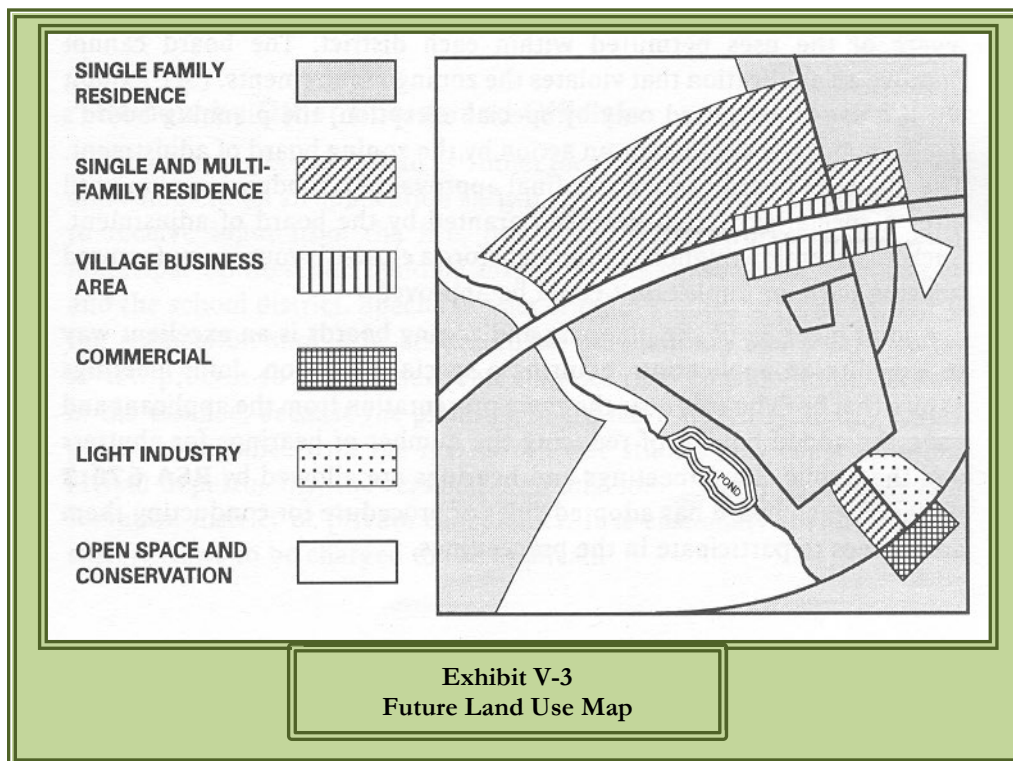 SINGLE FAMILY
RESIDENCE
SINGLE AND MULTI-
FAMILY RESIDENCE
VILLAGE BUSINESS
AREA
COMMERCIAL
LIGHT INDUSTRY
OPEN SPACE AND
CONSERVATION
POND
Exhibit V-3
Future Land Use Map